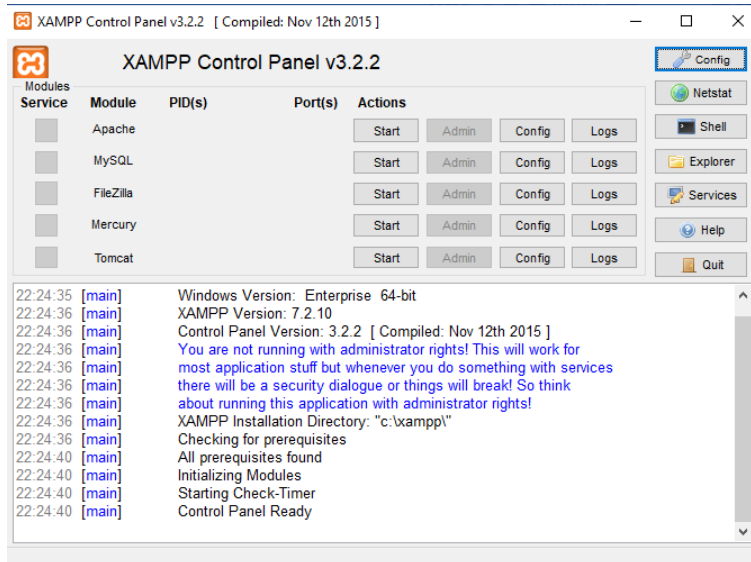 XAMPP Control Panel v3.2.2 [ Compiled: Nov 12th 2015 ]
XAMPP Control Panel v3.2.2
Config
Modules
Service Module PID(s) Port(s) Actions
Netstat
Apache Start Admin Config Logs
Shell
MySQL Start Admin Config Logs
Explorer
FileZilla Start Admin Config Logs
Services
Mercury Start Admin Config Logs
Help
Tomcat Start Admin Config Logs
Quit
22:24:35 [main] Windows Version: Enterprise 64-bit
22:24:36 [main] XAMPP Version: 7.2.10
22:24:36 [main] Control Panel Version: 3.2.2 [ Compiled: Nov 12th 2015 ]
22:24:36 [main] You are not running with administrator rights! This will work for
22:24:36 [main] most application stuff but whenever you do something with services
22:24:36 [main] there will be a security dialogue or things will break! So think
22:24:36 [main] about running this application with administrator rights!
22:24:36 [main] XAMPP Installation Directory: "c:\xampp\"
22:24:36 [main] Checking for prerequisites
22:24:40 [main] All prerequisites found
22:24:40 [main] Initializing Modules
22:24:40 [main] Starting Check-Timer
22:24:40 [main] Control Panel Ready